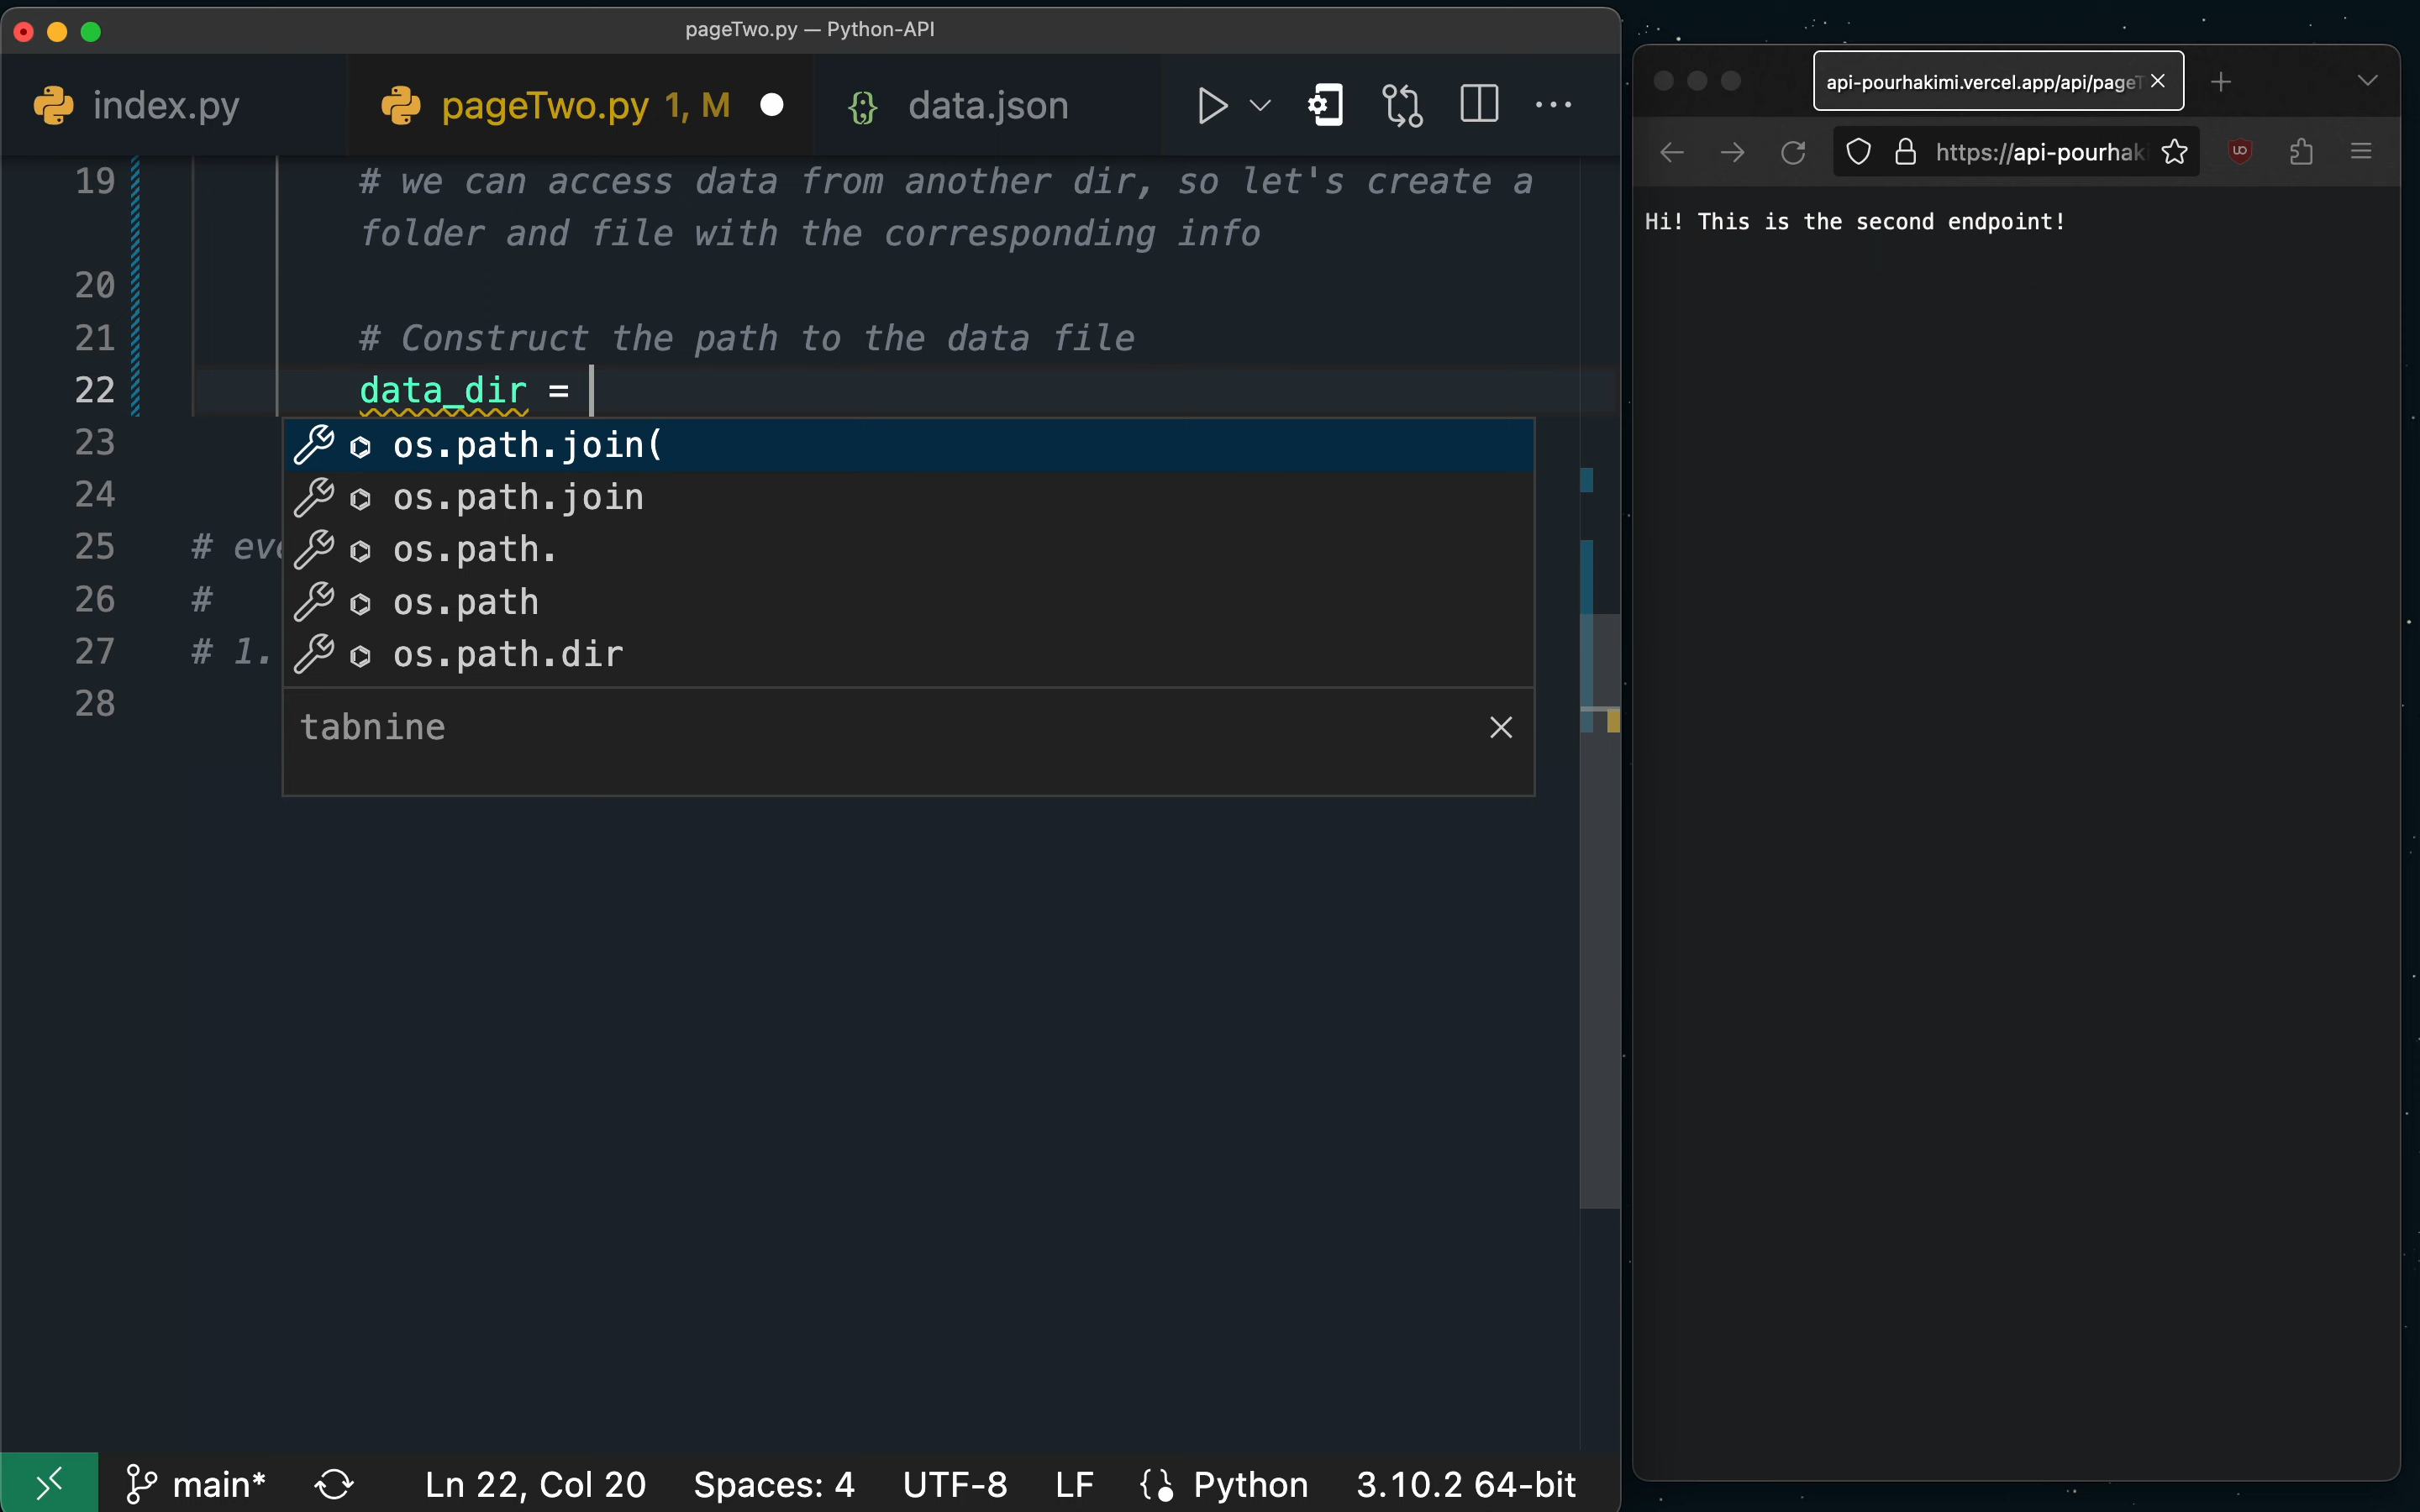 pageTwo.py — Python-API
index.py
pageTwo.py 1, M
data.json
19 # we can access data from another dir, so let's create a
folder and file with the corresponding info
20
21 # Construct the path to the data file
22 data_dir =
23
os.path.join(
24
os.path.join
25 # eve
os.path.
26 #
os.path
27 # 1.
os.path.dir
28
tabnine
main*
Ln 22, Col 20
Spaces: 4
UTF-8
LF
Python
3.10.2 64-bit
api-pourhakimi.vercel.app/api/pageT
https://api-pourhak
Hi! This is the second endpoint!